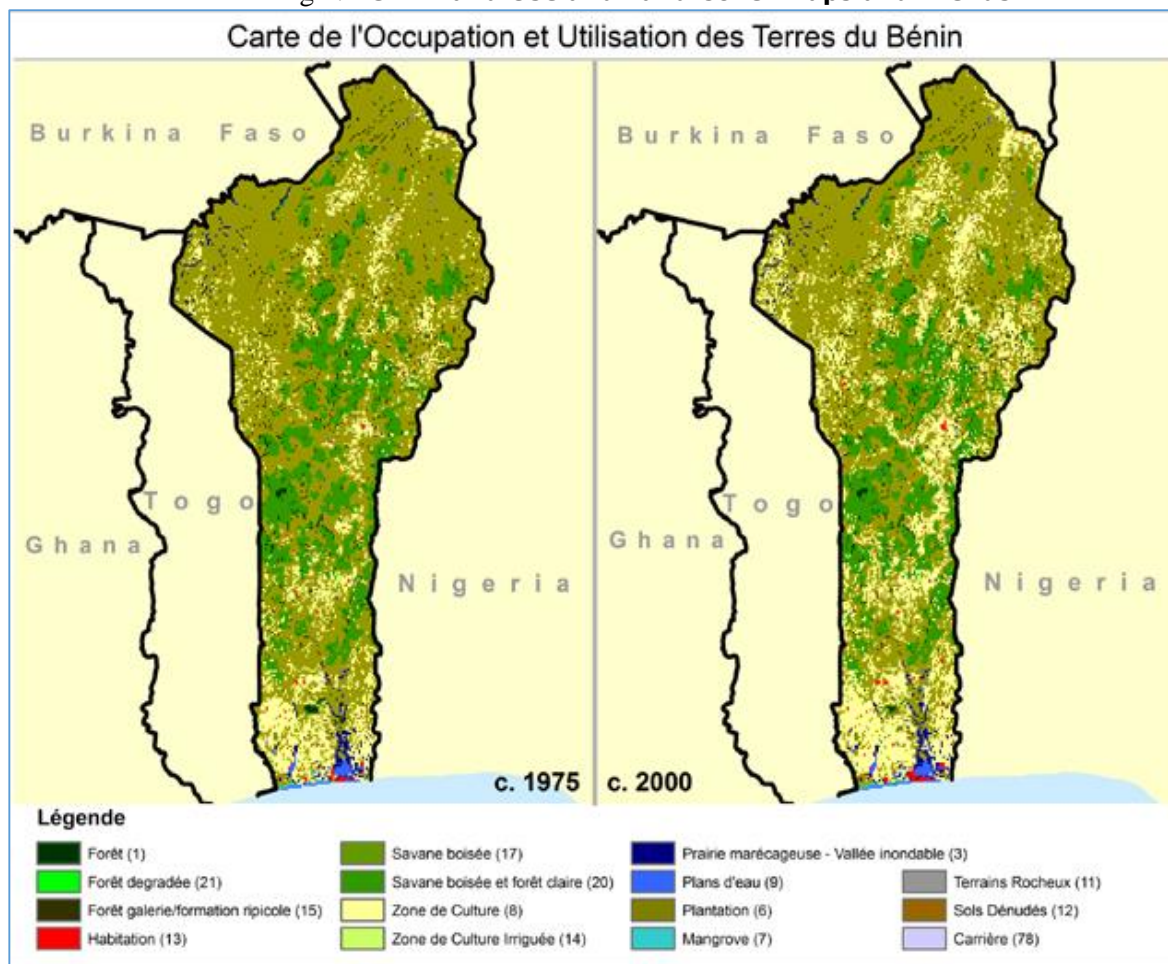 Carte de l'Occupation et Utilisation des Terres du Bénin
Burkina Faso
Togo
Ghana
Nigeria
c. 1975
Burkina Faso
Togo
Ghana
Nigeria
c. 2000
Légende
Forêt (1)
Forêt degradée (21)
Forêt galerie/formation ripicole (15)
Habitation (13)
Savane boisée (17)
Savane boisée et forêt claire (20)
Zone de Culture (8)
Zone de Culture Irriguée (14)
Prairie marécageuse - Vallée inondable (3)
Plans d'eau (9)
Plantation (6)
Mangrove (7)
Terrains Rocheux (11)
Sols Dénudés (12)
Carrière (78)